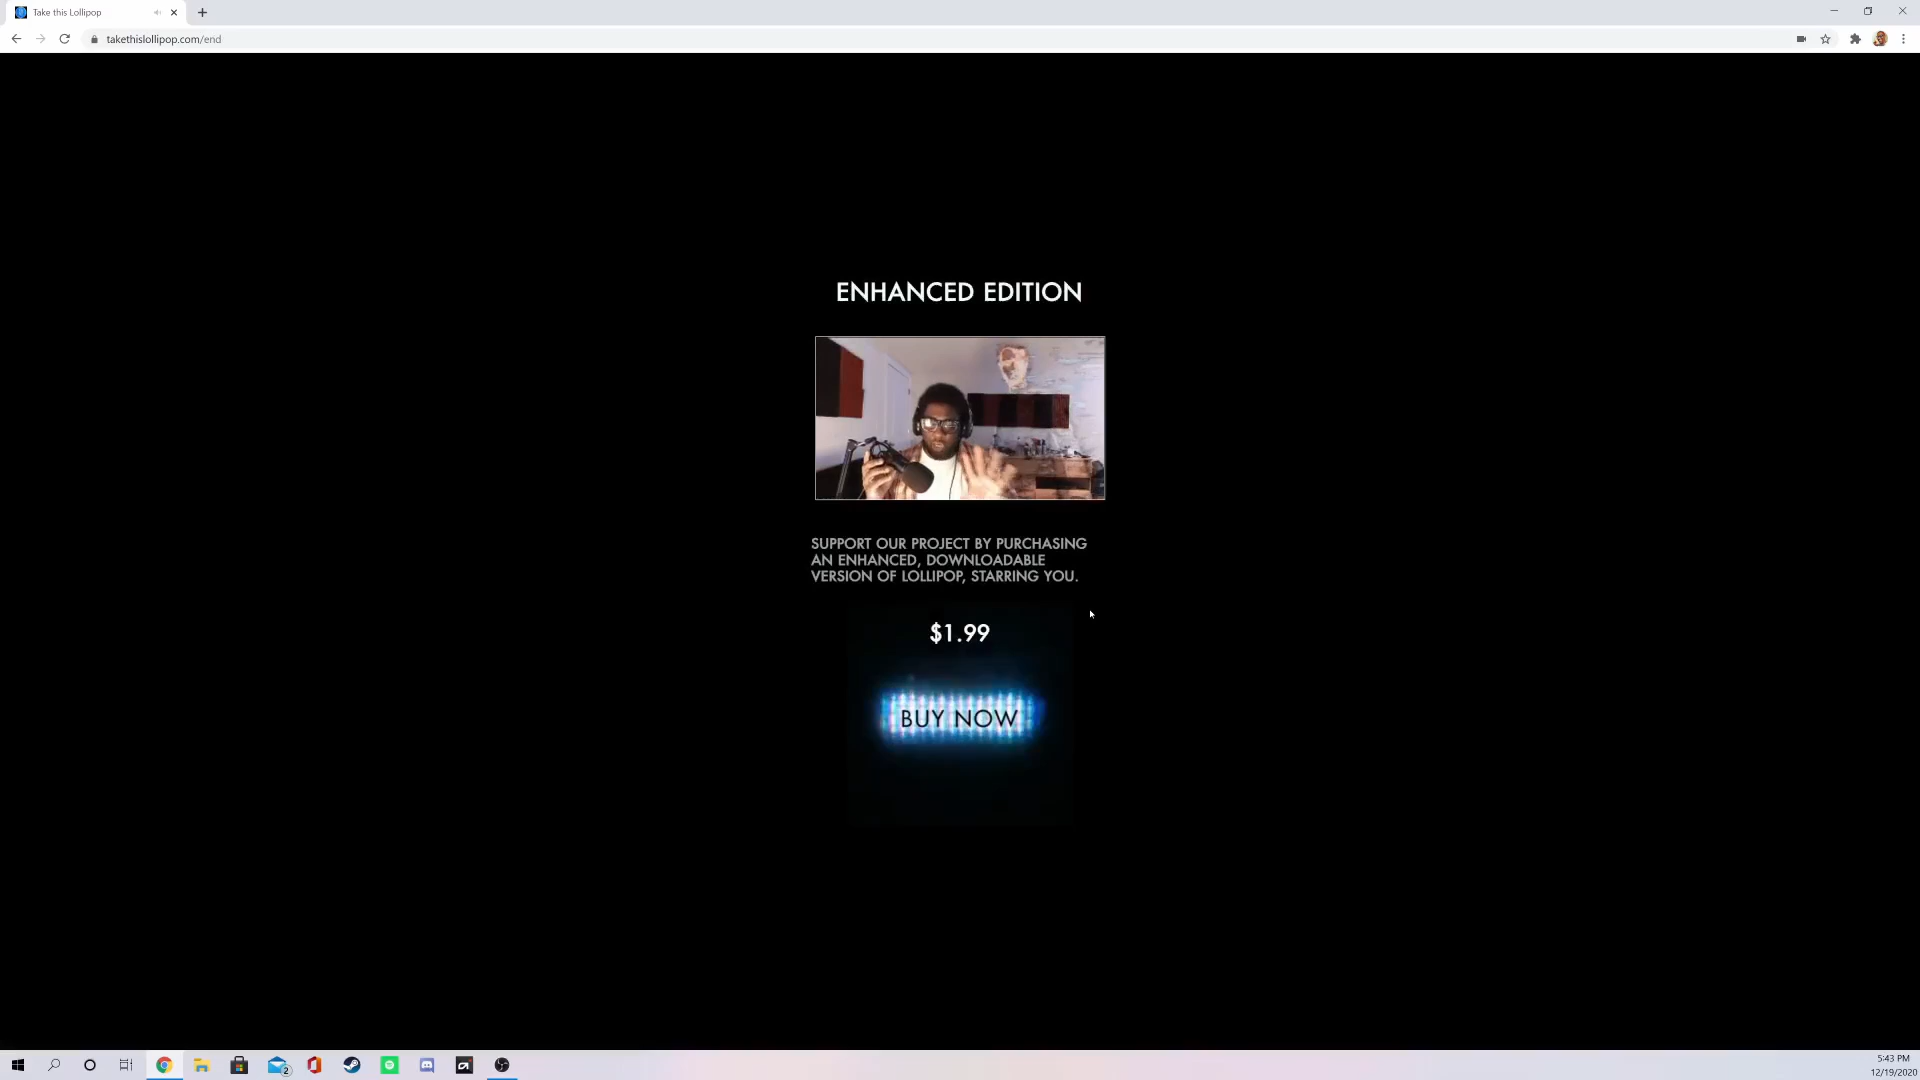 Take this Lollipop
takethislollipop.com/end
ENHANCED EDITION
SUPPORT OUR PROJECT BY PURCHASING
AN ENHANCED, DOWNLOADABLE
VERSION OF LOLLIPOP, STARRING YOU.
$1.99
BUY NOW
2
5:43 PM
12/19/2020